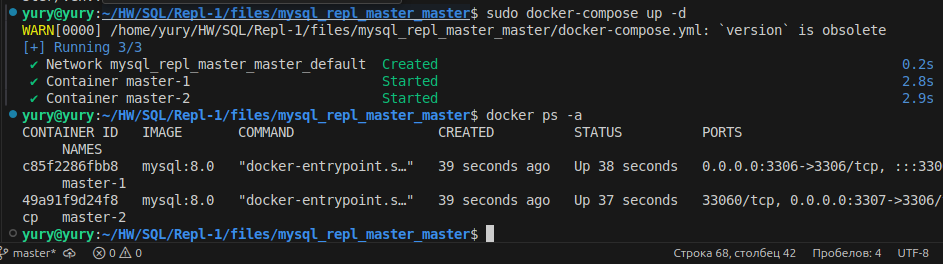 yury@yury:~/HW/SQL/Repl-1/files/mysql_repl_master_master$ sudo docker-compose up -d
WARN[0000] /home/yury/HW/SQL/Repl-1/files/mysql_repl_master_master/docker-compose.yml: `version` is obsolete
[+] Running 3/3
✔ Network mysql_repl_master_master_default  Created 0.2s
✔ Container master-1 Started 2.8s
✔ Container master-2 Started 2.9s
yury@yury:~/HW/SQL/Repl-1/files/mysql_repl_master_master$ docker ps -a
CONTAINER ID   IMAGE       COMMAND                  CREATED          STATUS          PORTS
NAMES
c85f2286fbb8   mysql:8.0   "docker-entrypoint.s…"   39 seconds ago   Up 38 seconds   0.0.0.0:3306->3306/tcp, :::330
master-1
49a91f9d24f8   mysql:8.0   "docker-entrypoint.s…"   39 seconds ago   Up 37 seconds   33060/tcp, 0.0.0.0:3307->3306/
cp   master-2
yury@yury:~/HW/SQL/Repl-1/files/mysql_repl_master_master$
master* 0 0 Строка 68, столбец 42 Пробелов: 4 UTF-8